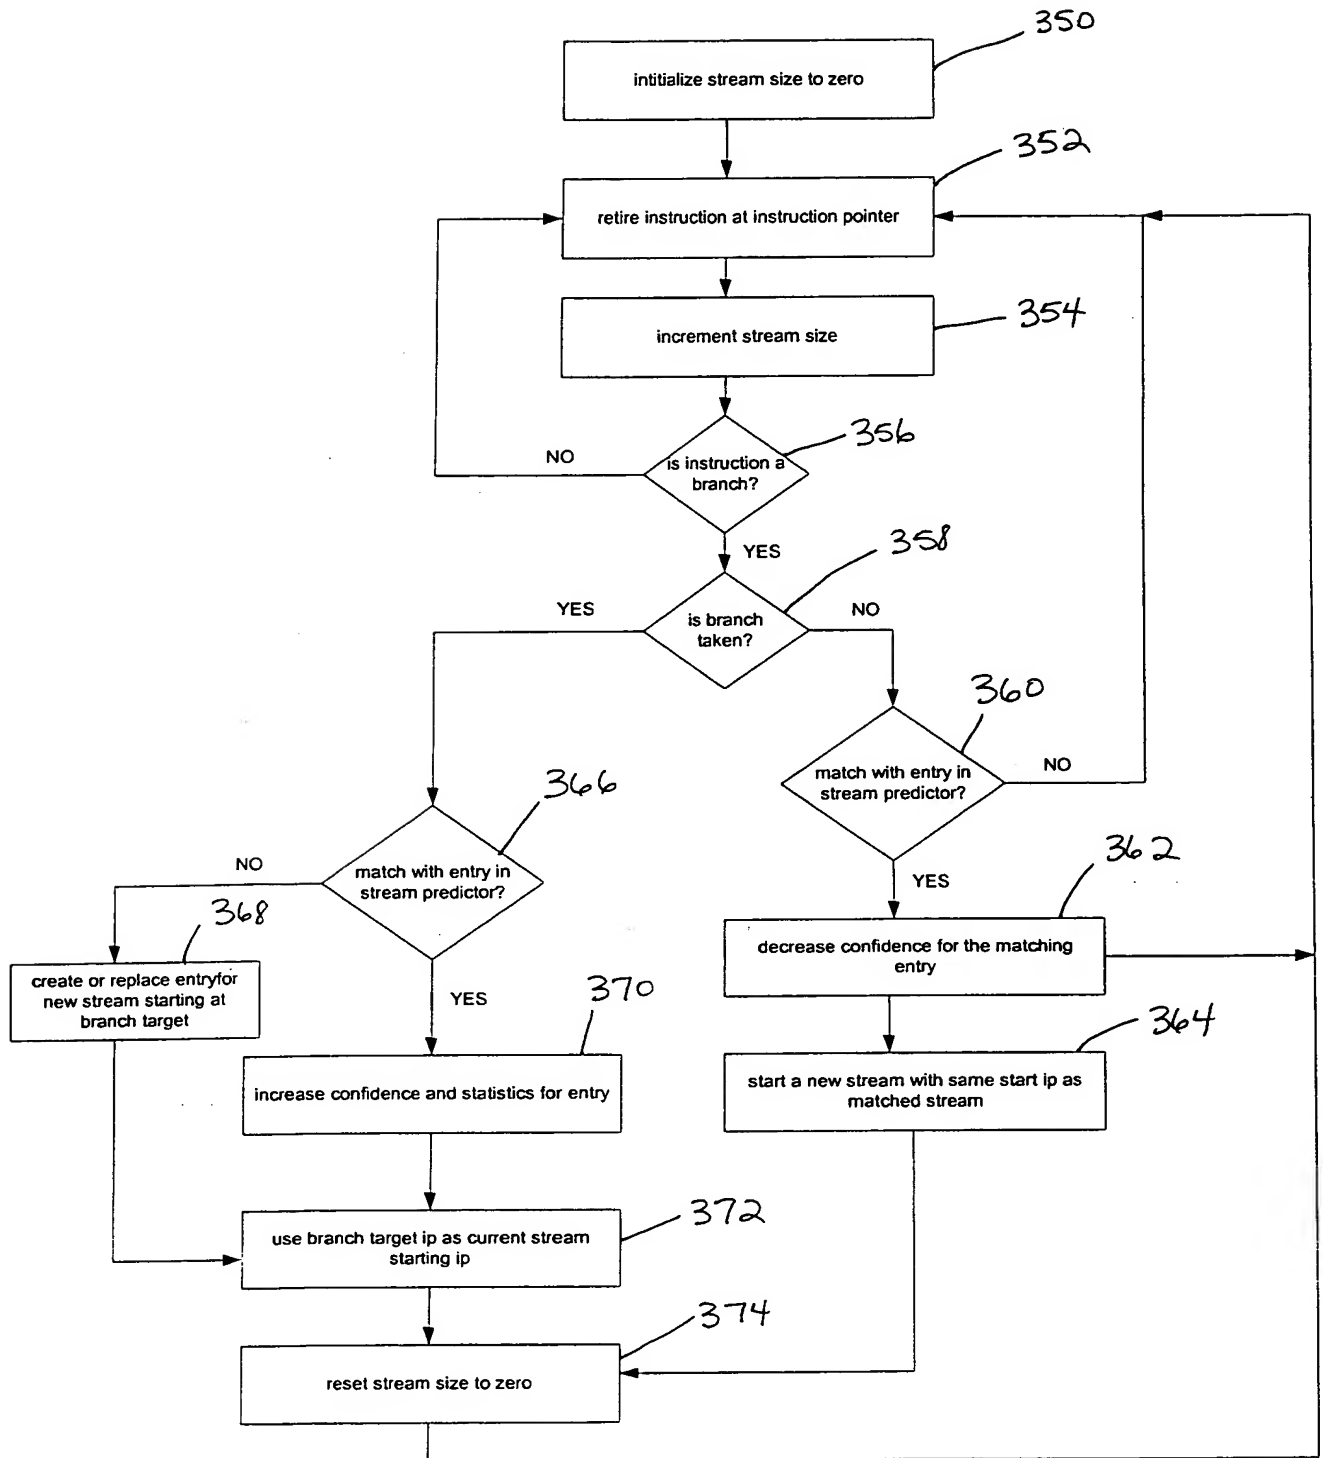 350
intitialize stream size to zero
352
retire instruction at instruction pointer
354
increment stream size
356
is instruction a
branch?
NO
YES
358
is branch
taken?
YES
NO
360
match with entry in
stream predictor?
NO
YES
366
match with entry in
stream predictor?
NO
YES
362
decrease confidence for the matching
entry
368
create or replace entryfor
new stream starting at
branch target
370
increase confidence and statistics for entry
364
start a new stream with same start ip as
matched stream
372
use branch target ip as current stream
starting ip
374
reset stream size to zero